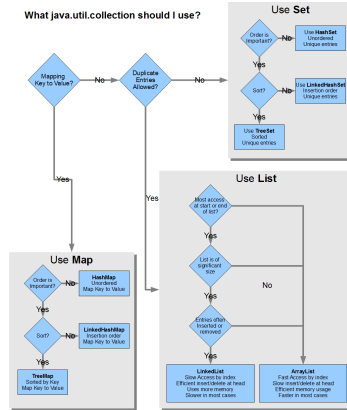 What java.util.collection should I use?
Use Set
Order is
Important?
No
Use HashSet
Unordered
Unique entries
Yes
Mapping
Key to Value?
No
Duplicate
Entries
Allowed?
No
Sort?
No
Use LinkedHashSet
Insertion order
Unique entries
Yes
Use TreeSet
Sorted
Unique entries
Yes
Yes
Use List
Most access
at start or end
of list?
Yes
List is of
significant
size
No
Yes
Entries often
Inserted or
removed
Yes
LinkedList
Slow Access by index
Efficient insert/delete at head
Uses more memory
Slower in most cases
ArrayList
Fast Access by index
Slow insert/delete at head
Efficient memory usage
Faster in most cases
Use Map
Order is
Important?
No
HashMap
Unordered
Map Key to Value
Yes
Sort?
No
LinkedHashMap
Insertion order
Map Key to Value
Yes
TreeMap
Sorted by Key
Map Key to Value